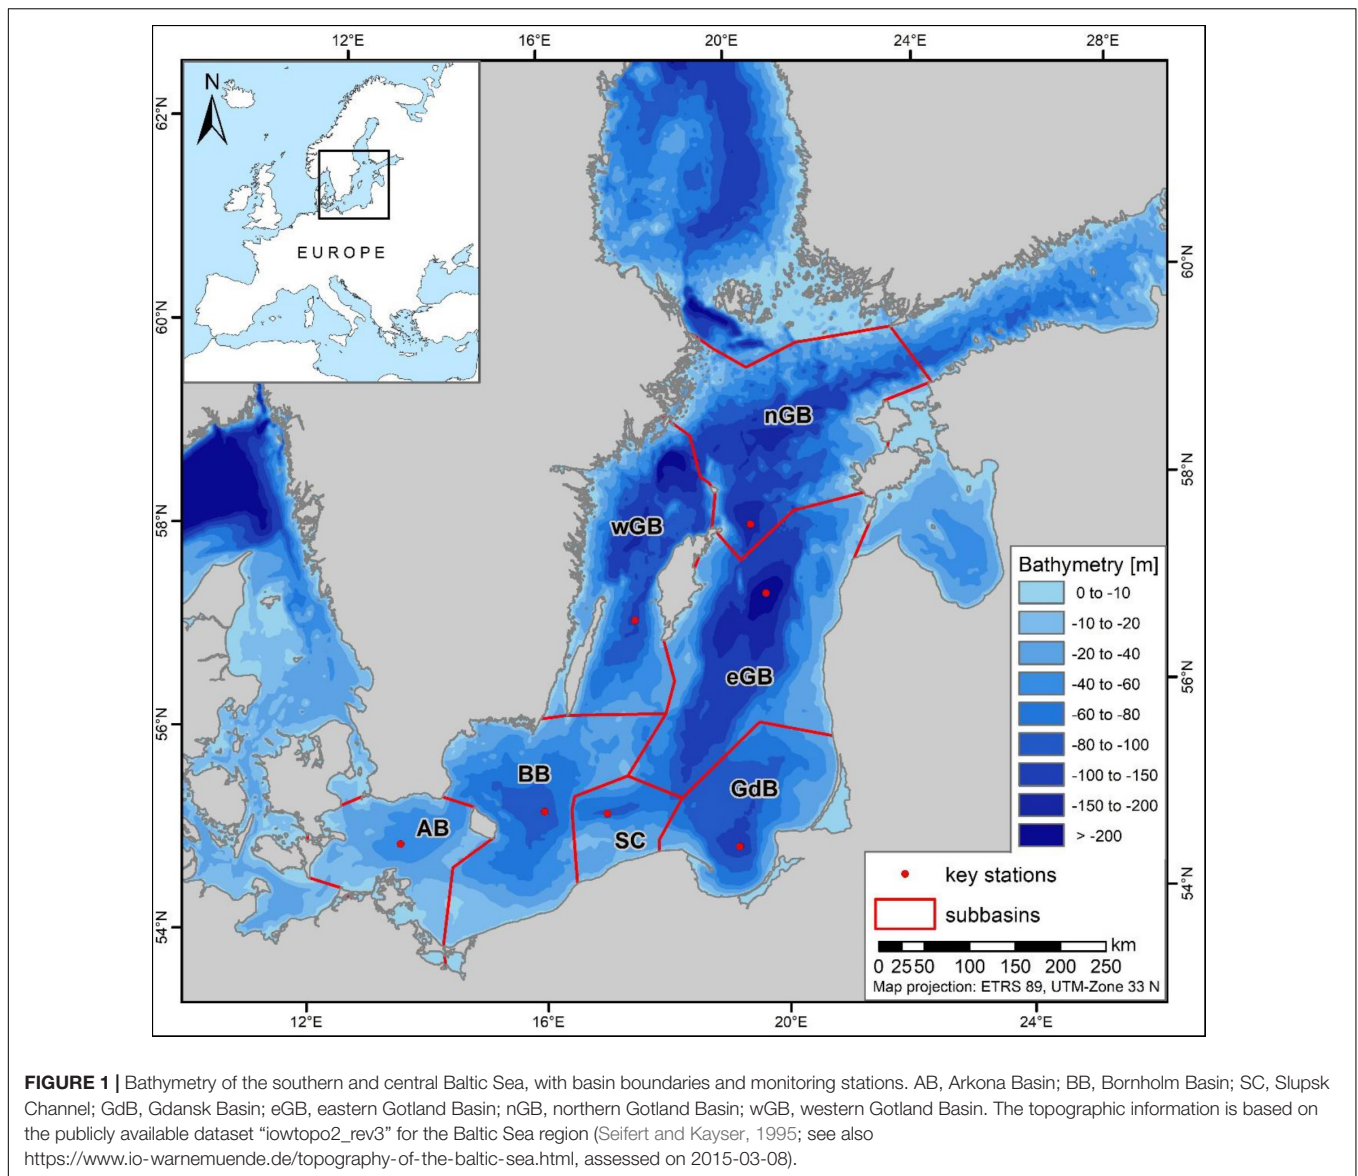 12°E 16°E 20°E 24°E 28°E
N
EUROPE
62°N
60°N
58°N
56°N
54°N
60°N
58°N
56°N
54°N
nGB
wGB
eGB
BB
GdB
AB
SC
Bathymetry [m]
0 to -10
-10 to -20
-20 to -40
-40 to -60
-60 to -80
-80 to -100
-100 to -150
-150 to -200
> -200
key stations
subbasins
km
0 25 50 100 150 200 250
Map projection: ETRS 89, UTM-Zone 33 N
12°E 16°E 20°E 24°E
FIGURE 1 | Bathymetry of the southern and central Baltic Sea, with basin boundaries and monitoring stations. AB, Arkona Basin; BB, Bornholm Basin; SC, Slupsk
Channel; GdB, Gdansk Basin; eGB, eastern Gotland Basin; nGB, northern Gotland Basin; wGB, western Gotland Basin. The topographic information is based on
the publicly available dataset “iowtopo2_rev3” for the Baltic Sea region (Seifert and Kayser, 1995; see also
https://www.io-warnemuende.de/topography-of-the-baltic-sea.html, assessed on 2015-03-08).